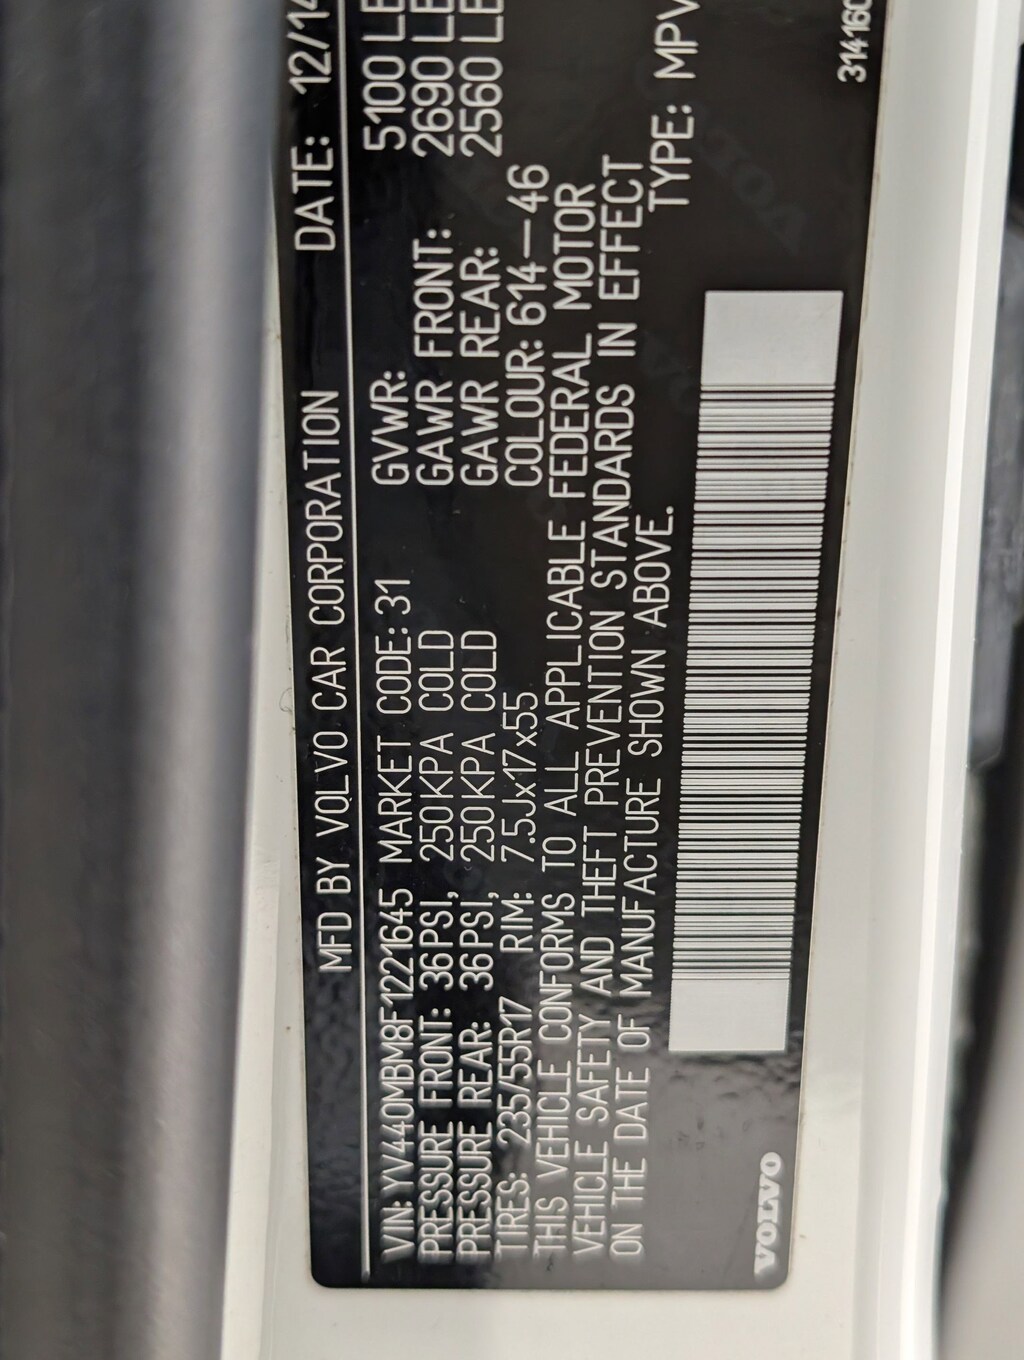 MFD BY VOLVO CAR CORPORATION DATE: 12/14
VIN: YV440MBM8F1221645 MARKET CODE: 31 GVWR: 5100 LB
PRESSURE FRONT: 36PSI, 250KPA COLD GAWR FRONT: 2690 LB
PRESSURE REAR: 36PSI, 250KPA COLD GAWR REAR: 2560 LB
TIRES: 235/55R17 RIM: 7.5Jx17x55 COLOUR: 614-46
THIS VEHICLE CONFORMS TO ALL APPLICABLE FEDERAL MOTOR
VEHICLE SAFETY AND THEFT PREVENTION STANDARDS IN EFFECT
ON THE DATE OF MANUFACTURE SHOWN ABOVE. TYPE: MPV
VOLVO 314160